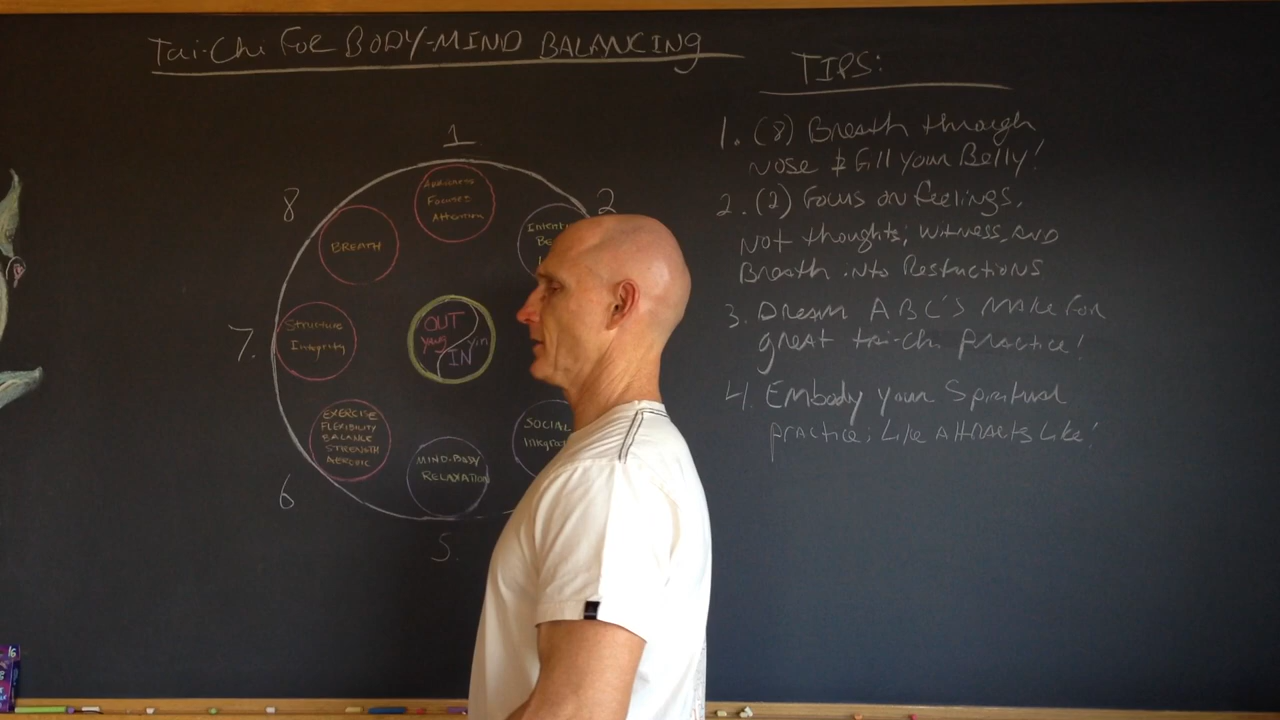 Tai-Chi FOR BODY-MIND BALANCING
TIPS:
1
2
8
7.
6
5.
AWARENESS
Focused
Attention
BREATH
Structure
Integrity
OUT
yang
yin
IN
EXERCISE
FLEXIBILITY
BALANCE
STRENGTH
AEROBIC
MIND-BODY
RELAXATION
SOCIAL
1. (8) Breath through
Nose & Fill your Belly!
2. (2) Focus on feelings,
Not thoughts; witness, AND
Breath into Restrictions
3. Dream ABC's MAKE FOR
great tai-chi practice!
4. Embody your Spiritual
practice; Like Attracts Like!